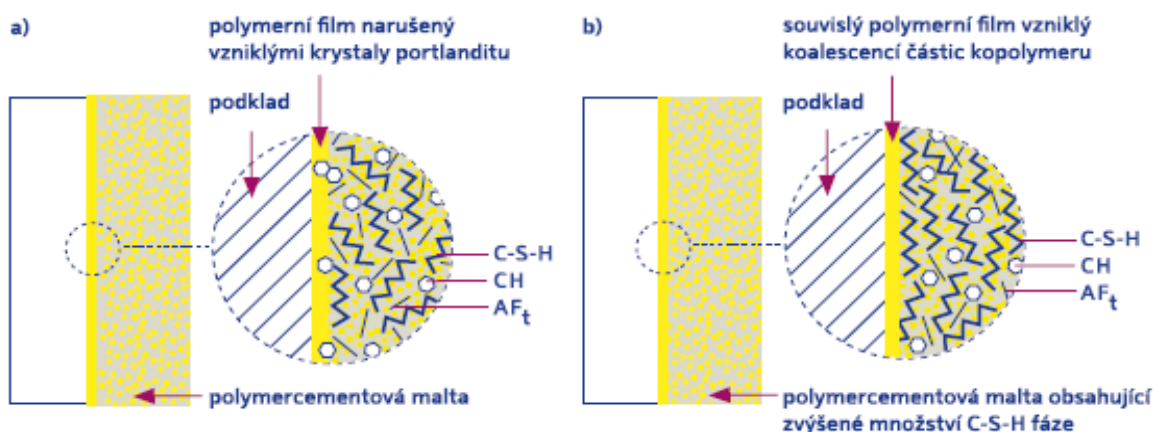 a)
polymerní film narušený
vzniklými krystaly portlanditu
podklad
C-S-H
CH
AFt
polymercementová malta
b)
souvislý polymerní film vzniklý
koalescencí částic kopolymeru
podklad
C-S-H
CH
AFt
polymercementová malta obsahující
zvýšené množství C-S-H fáze